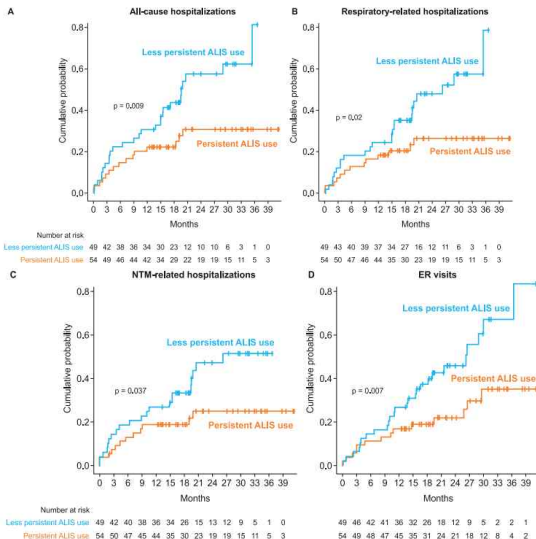 A All-cause hospitalizations
Cumulative probability
0,8
0,6
0,4
0,2
0,0
Less persistent ALIS use
p = 0.009
Persistent ALIS use
0 3 6 9 12 15 18 21 24 27 30 33 36 39
Months
Number at risk
Less persistent ALIS use 49 42 38 36 34 30 23 12 10 10 6 3 1 0
Persistent ALIS use 54 49 46 44 42 34 29 22 19 19 15 11 5 3
B Respiratory-related hospitalizations
Cumulative probability
0,8
0,6
0,4
0,2
0,0
Less persistent ALIS use
p = 0.02
Persistent ALIS use
0 3 6 9 12 15 18 21 24 27 30 33 36 39
Months
49 43 40 39 37 34 27 16 12 11 6 3 1 0
54 50 47 46 44 35 30 23 19 19 15 11 5 3
C NTM-related hospitalizations
Cumulative probability
0,8
0,6
0,4
0,2
0,0
Less persistent ALIS use
p = 0.037
Persistent ALIS use
0 3 6 9 12 15 18 21 24 27 30 33 36 39
Months
Number at risk
Less persistent ALIS use 49 42 40 38 36 34 26 15 13 12 9 5 1 0
Persistent ALIS use 54 50 47 45 44 35 30 23 19 19 15 11 5 3
D ER visits
Cumulative probability
0,8
0,6
0,4
0,2
0,0
Less persistent ALIS use
p = 0.007
Persistent ALIS use
0 3 6 9 12 15 18 21 24 27 30 33 36 39
Months
49 46 42 41 36 32 26 18 12 9 5 2 2 1
54 49 48 47 45 35 31 24 21 18 12 8 4 2